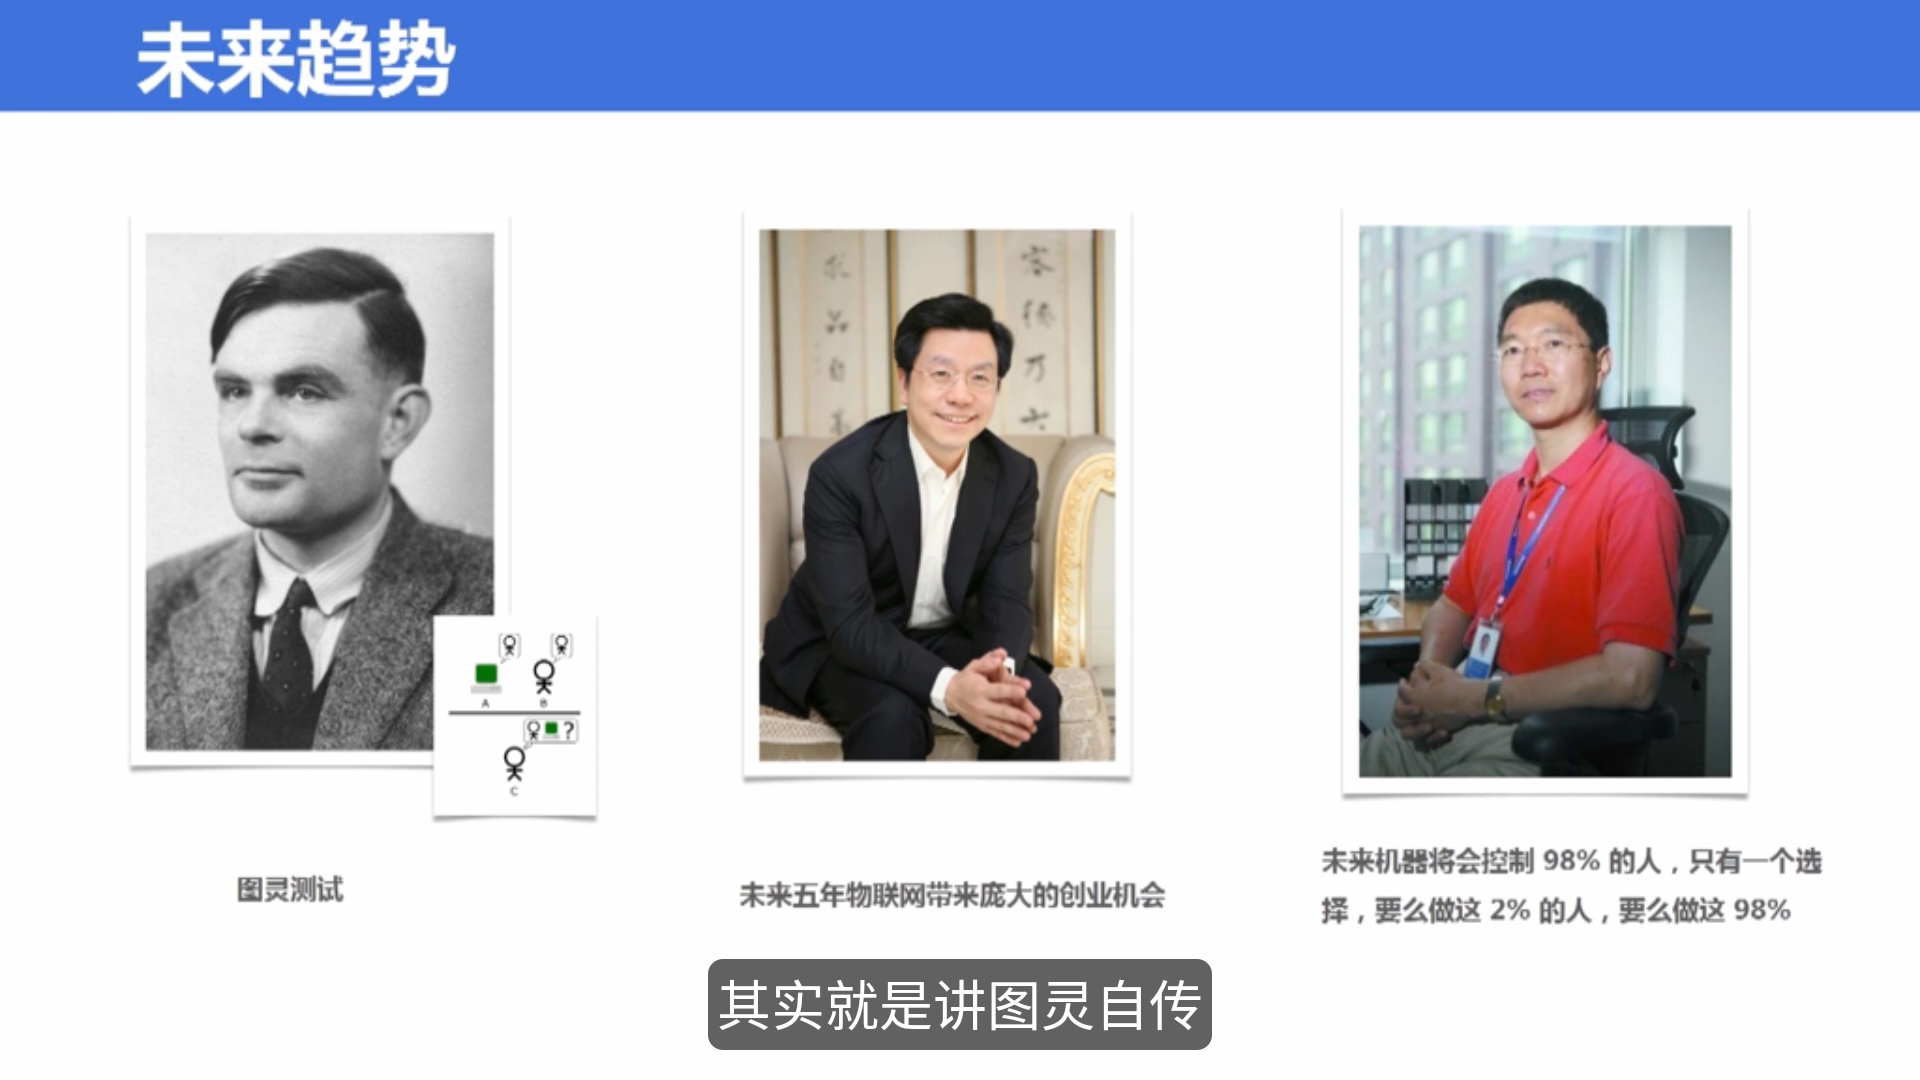 未来趋势
A
B
?
C
图灵测试
未来五年物联网带来庞大的创业机会
未来机器将会控制 98% 的人，只有一个选
择，要么做这 2% 的人，要么做这 98%
其实就是讲图灵自传